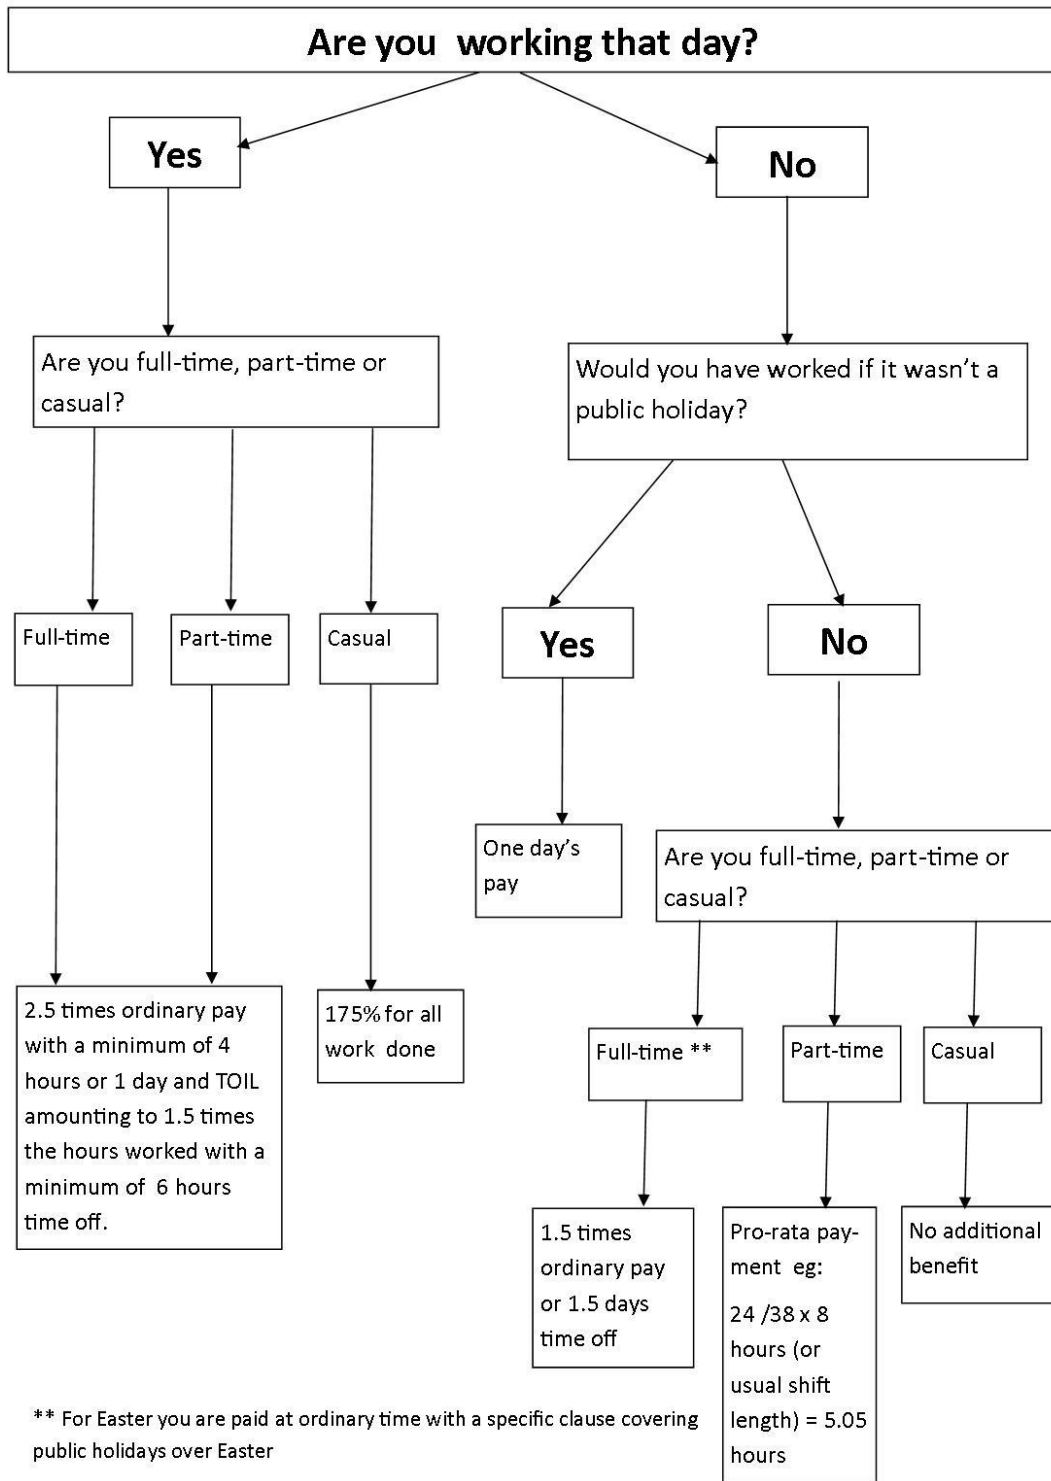 Are you  working that day?
Yes
No
Are you full-time, part-time or
casual?
Would you have worked if it wasn't a
public holiday?
Full-time
Part-time
Casual
Yes
No
One day's
pay
Are you full-time, part-time or
casual?
2.5 times ordinary pay
with a minimum of 4
hours or 1 day and TOIL
amounting to 1.5 times
the hours worked with a
minimum of  6 hours
time off.
175% for all
work  done
Full-time **
Part-time
Casual
1.5 times
ordinary pay
or 1.5 days
time off
Pro-rata pay-
ment  eg:
24 /38 x 8
hours (or
usual shift
length) = 5.05
hours
No additional
benefit
** For Easter you are paid at ordinary time with a specific clause covering
public holidays over Easter